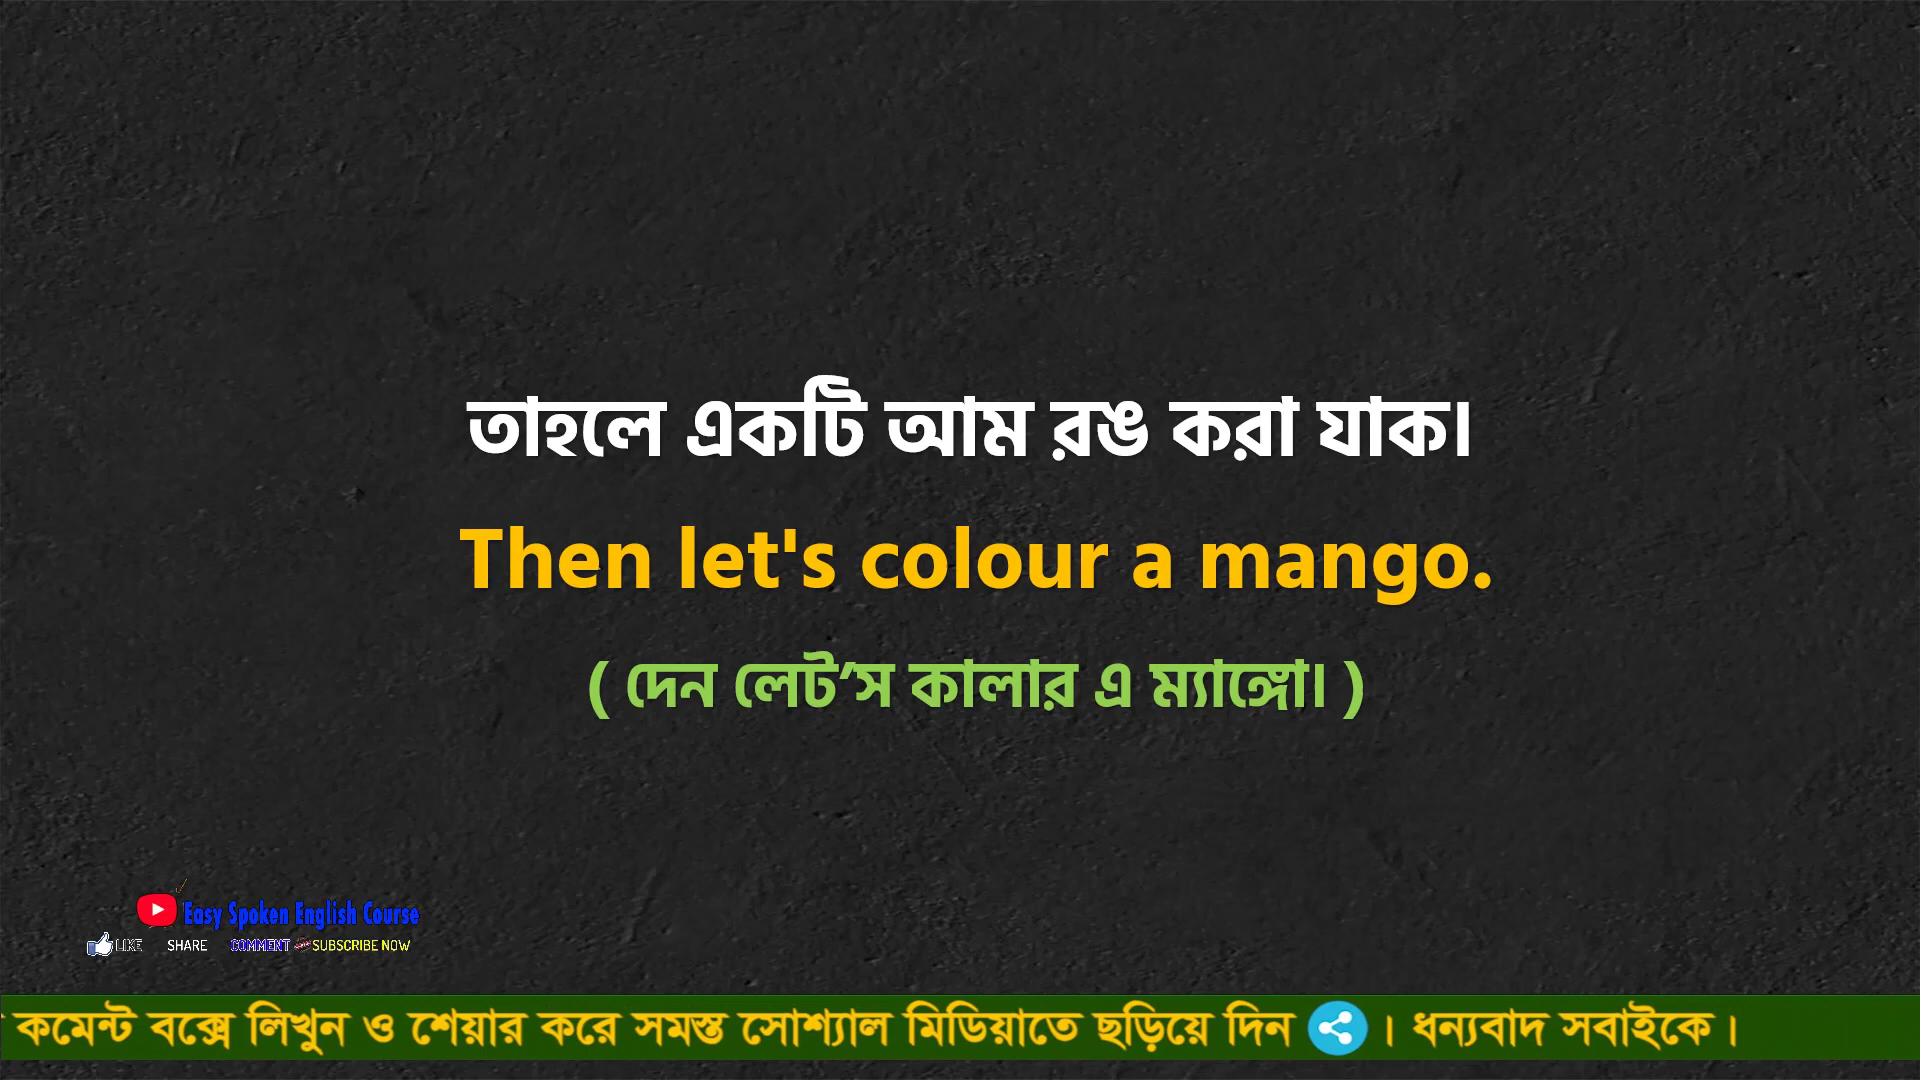 তাহলে একটি আম রঙ করা যাক।
Then let's colour a mango.
( দেন লেট’স কালার এ ম্যাঙ্গো। )
Easy Spoken English Course
LIKE SHARE COMMENT SUBSCRIBE NOW
কমেন্ট বক্সে লিখুন ও শেয়ার করে সমস্ত সোশ্যাল মিডিয়াতে ছড়িয়ে দিন । ধন্যবাদ সবাইকে।